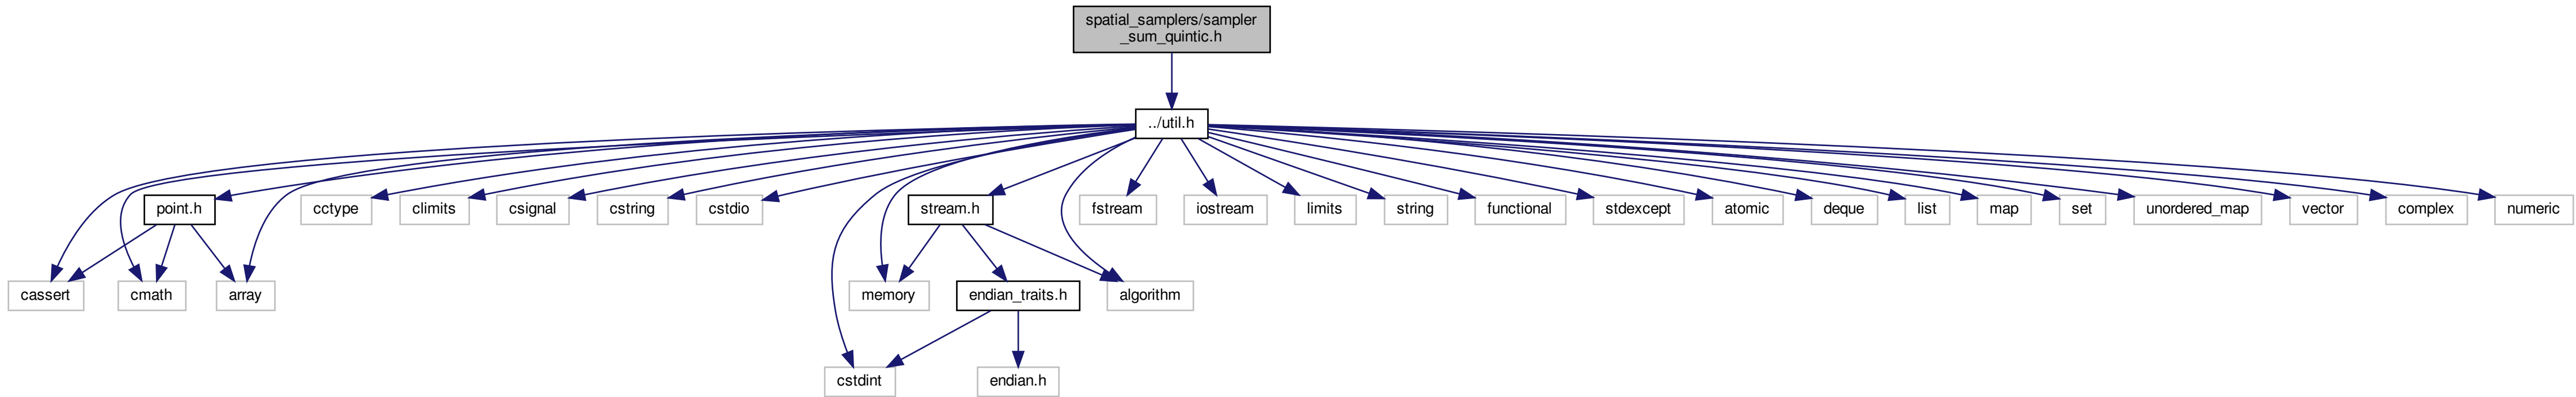 spatial_samplers/sampler
_sum_quintic.h
../util.h
point.h
cctype
climits
csignal
cstring
cstdio
stream.h
fstream
iostream
limits
string
functional
stdexcept
atomic
deque
list
map
set
unordered_map
vector
complex
numeric
cassert
cmath
array
memory
endian_traits.h
algorithm
cstdint
endian.h